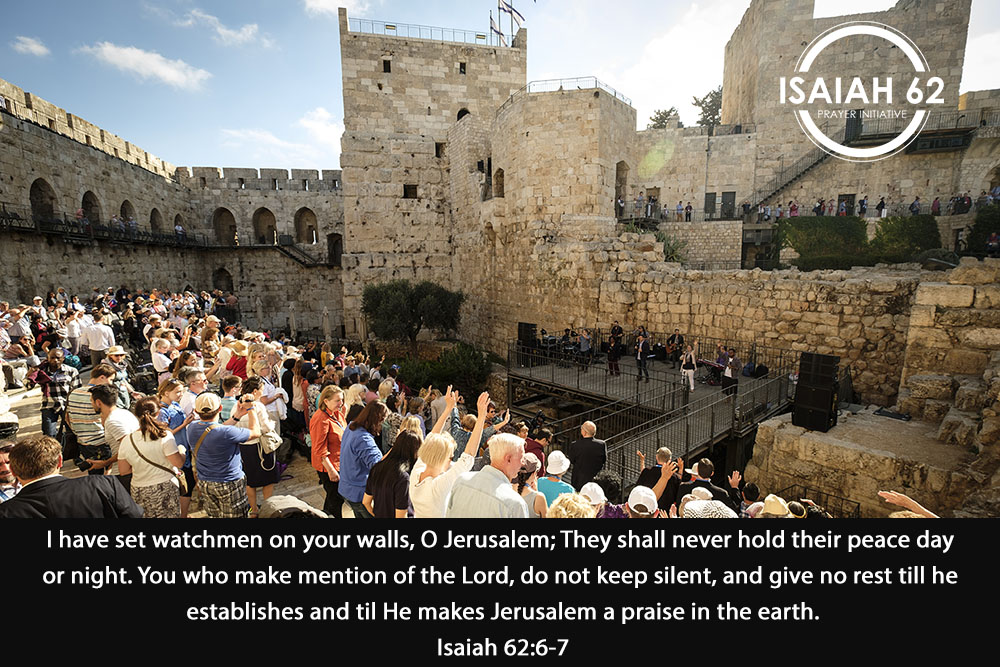 ISAIAH 62
PRAYER INITIATIVE
I have set watchmen on your walls, O Jerusalem; They shall never hold their peace day
or night. You who make mention of the Lord, do not keep silent, and give no rest till he
establishes and til He makes Jerusalem a praise in the earth.
Isaiah 62:6-7